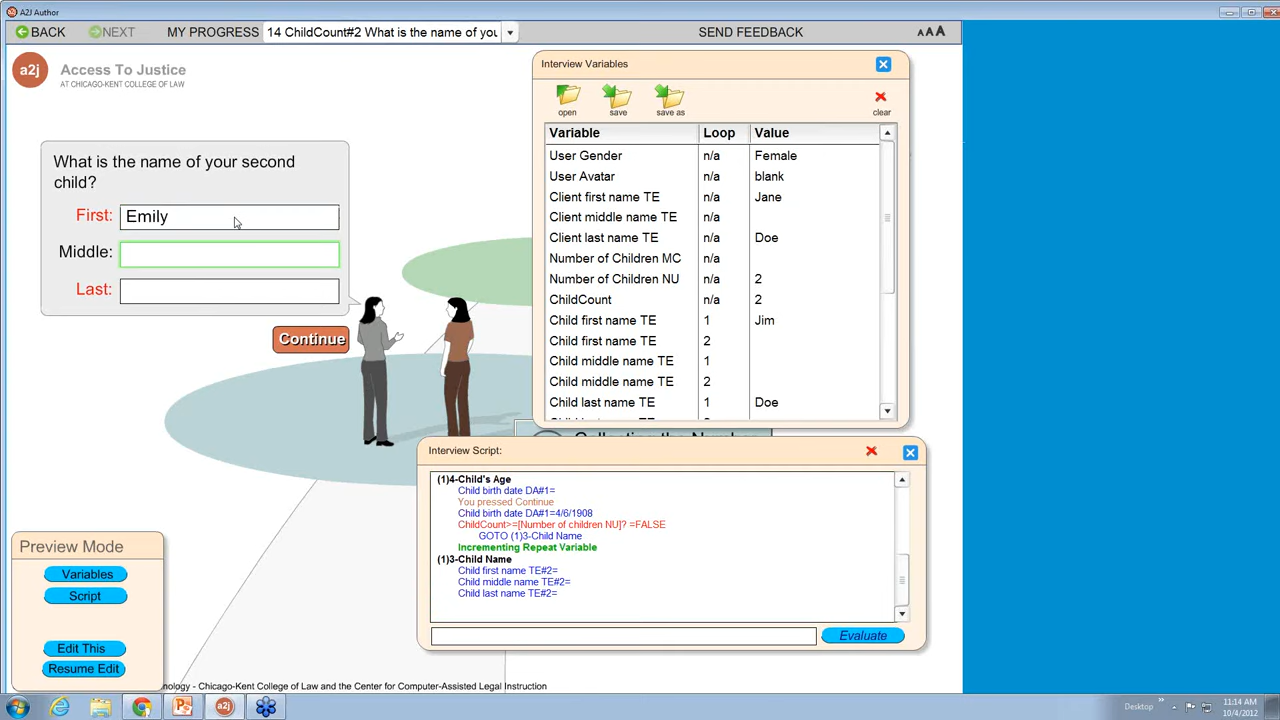 A2J Author
BACK
NEXT
MY PROGRESS
14 ChildCount#2 What is the name of you
SEND FEEDBACK
AAA
a2j
Access To Justice
AT CHICAGO-KENT COLLEGE OF LAW
What is the name of your second
child?
First: Emily
Middle:
Last:
Continue
Interview Variables
open save save as clear
Variable Loop Value
User Gender n/a Female
User Avatar n/a blank
Client first name TE n/a Jane
Client middle name TE n/a
Client last name TE n/a Doe
Number of Children MC n/a
Number of Children NU n/a 2
ChildCount n/a 2
Child first name TE 1 Jim
Child first name TE 2
Child middle name TE 1
Child middle name TE 2
Child last name TE 1 Doe
Interview Script:
(1)4-Child's Age
Child birth date DA#1=
You pressed Continue
Child birth date DA#1=4/6/1908
ChildCount>=[Number of children NU]? =FALSE
GOTO (1)3-Child Name
Incrementing Repeat Variable
(1)3-Child Name
Child first name TE#2=
Child middle name TE#2=
Child last name TE#2=
Evaluate
Preview Mode
Variables
Script
Edit This
Resume Edit
nology - Chicago-Kent College of Law and the Center for Computer-Assisted Legal Instruction
a2j
Desktop
11:14 AM
10/4/2012